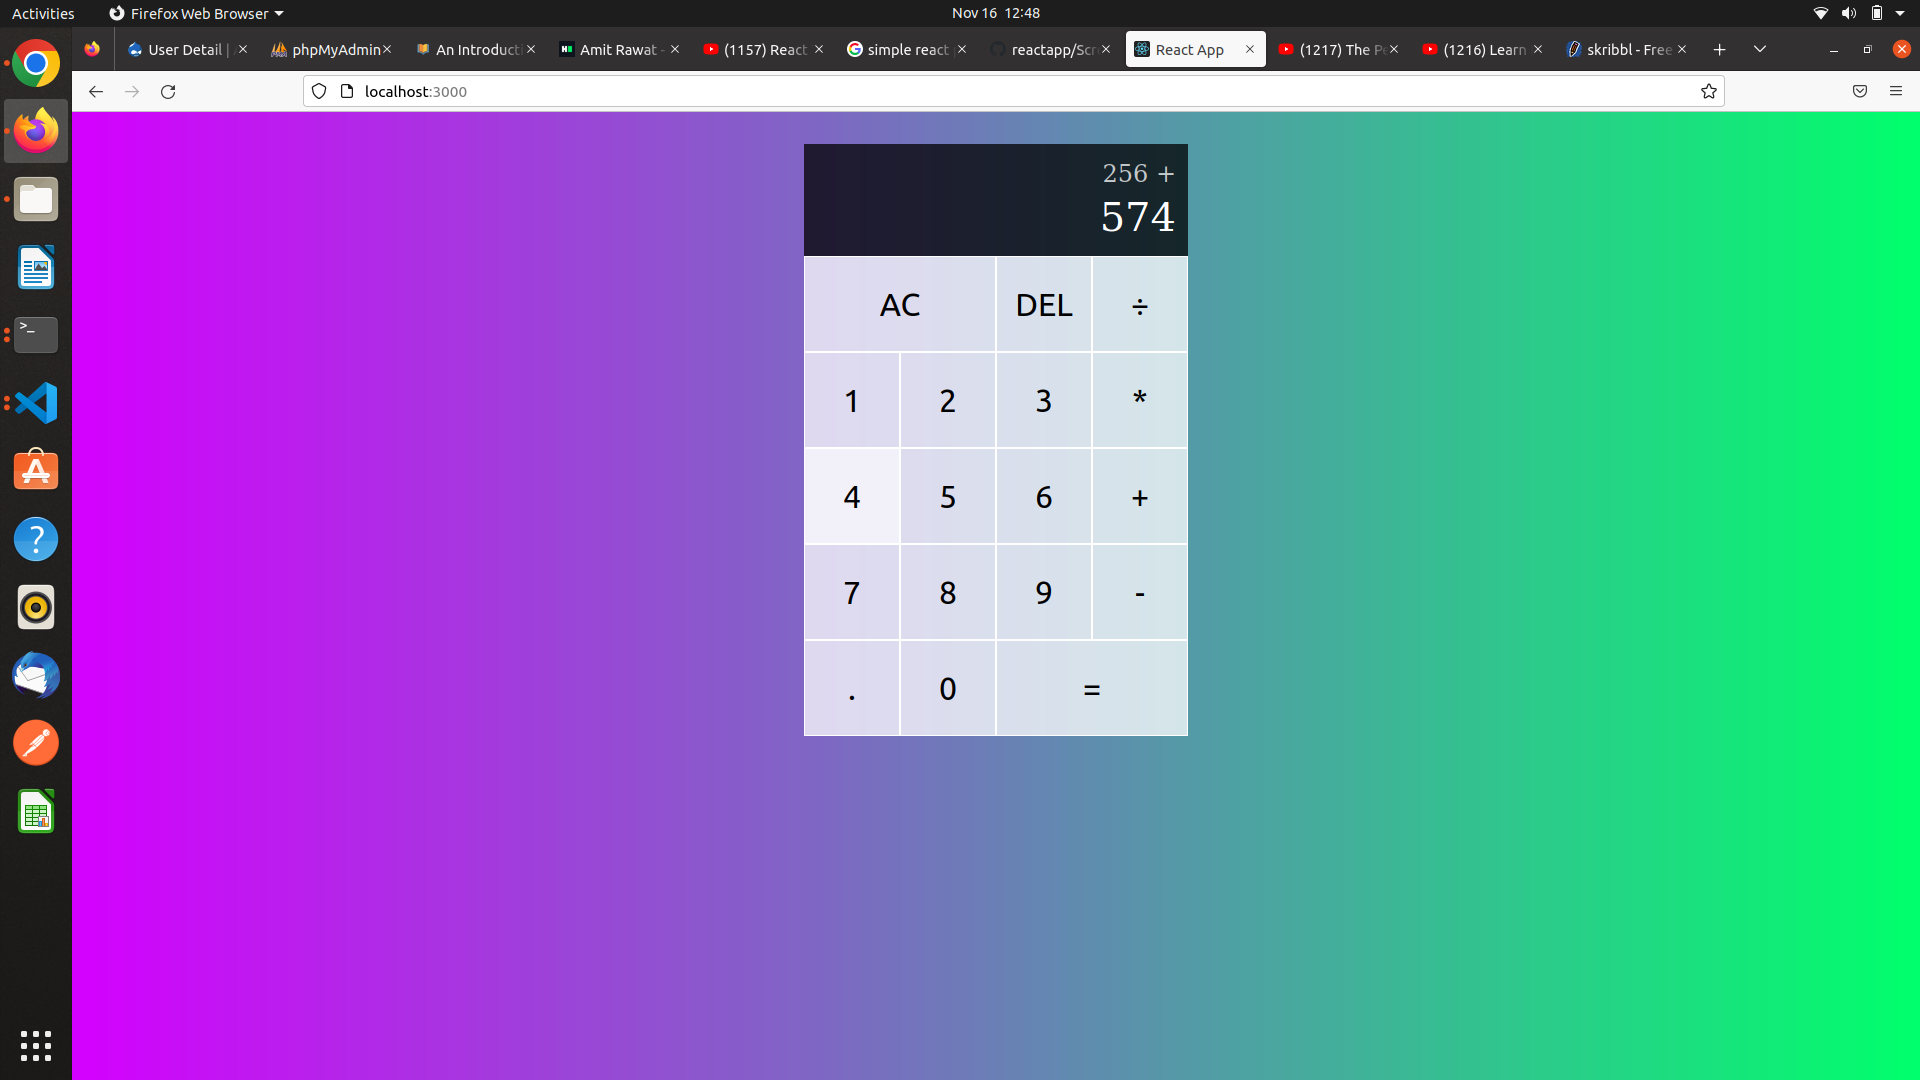 Activities
Firefox Web Browser
Nov 16 12:48
User Detail |
phpMyAdmin
An Introducti
Amit Rawat -
(1157) React
simple react
reactapp/Scr
React App
(1217) The P
(1216) Learn
skribbl - Free
localhost:3000
256 +
574
AC DEL ÷
1 2 3 *
4 5 6 +
7 8 9 -
. 0 =